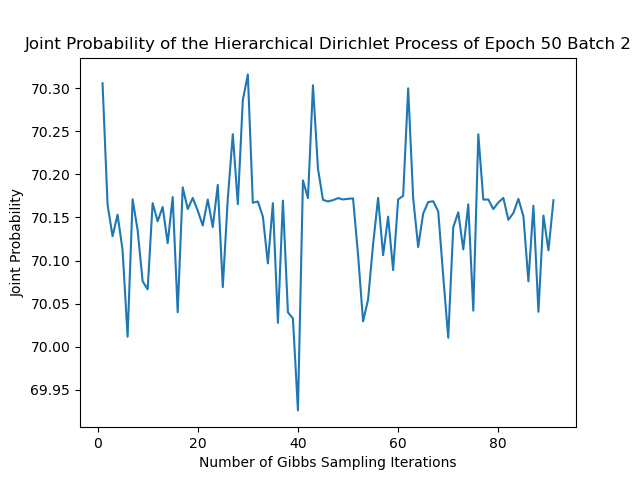 Joint Probability of the Hierarchical Dirichlet Process of Epoch 50 Batch 2
70.30
70.25
70.20
70.15
70.10
70.05
70.00
69.95
Joint Probability
0 20 40 60 80
Number of Gibbs Sampling Iterations